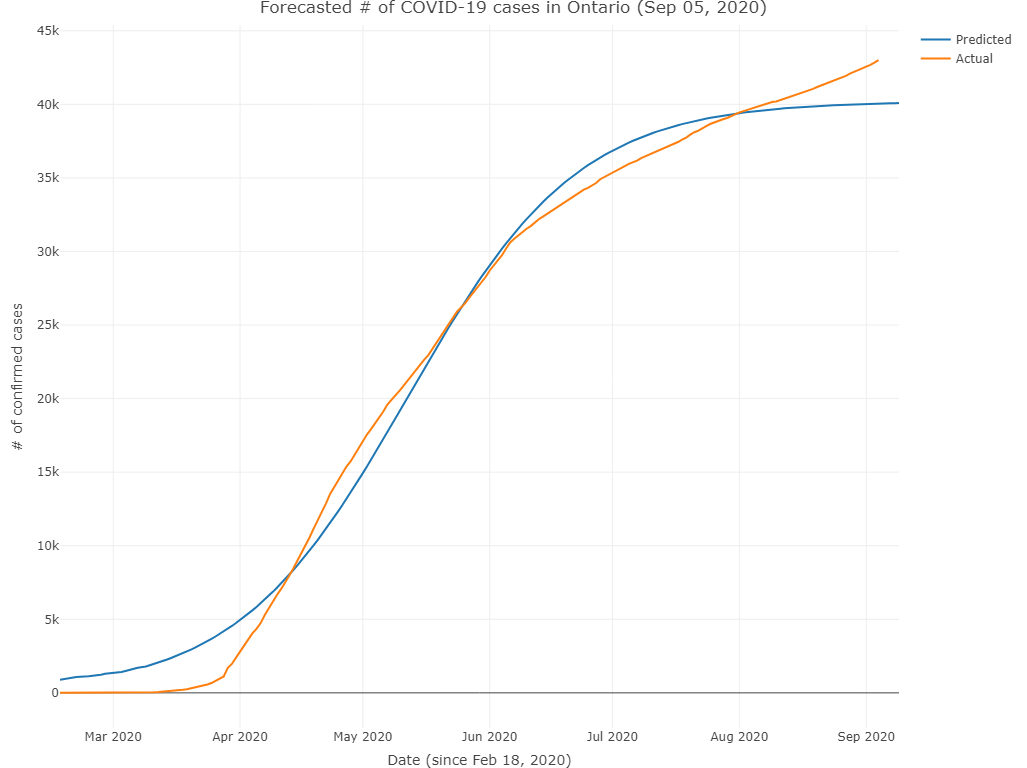 Forecasted # of COVID-19 cases in Ontario (Sep 05, 2020)
Predicted
Actual
# of confirmed cases
45k
40k
35k
30k
25k
20k
15k
10k
5k
0
Mar 2020
Apr 2020
May 2020
Jun 2020
Jul 2020
Aug 2020
Sep 2020
Date (since Feb 18, 2020)